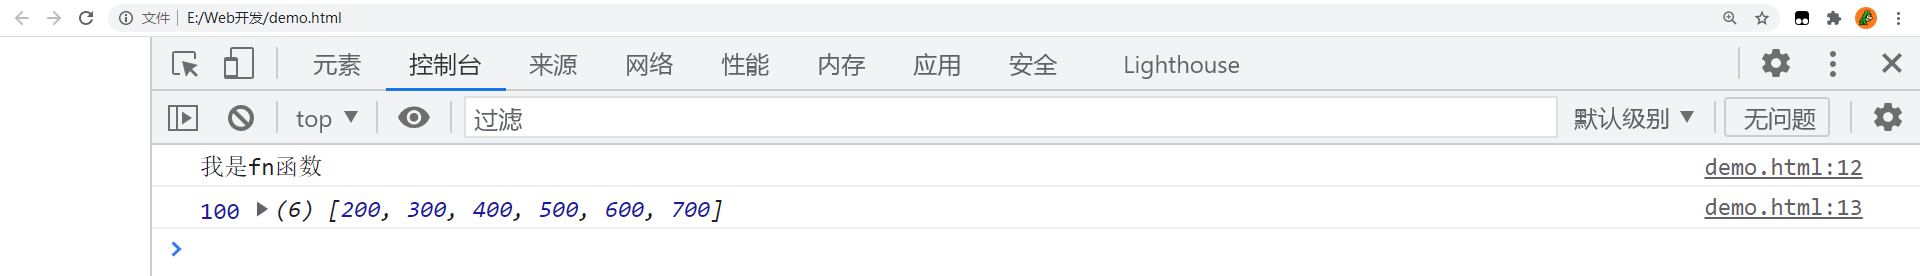 文件 E:/Web开发/demo.html
元素 控制台 来源 网络 性能 内存 应用 安全 Lighthouse
top 过滤 默认级别 无问题
我是fn函数 demo.html:12
100 (6) [200, 300, 400, 500, 600, 700] demo.html:13